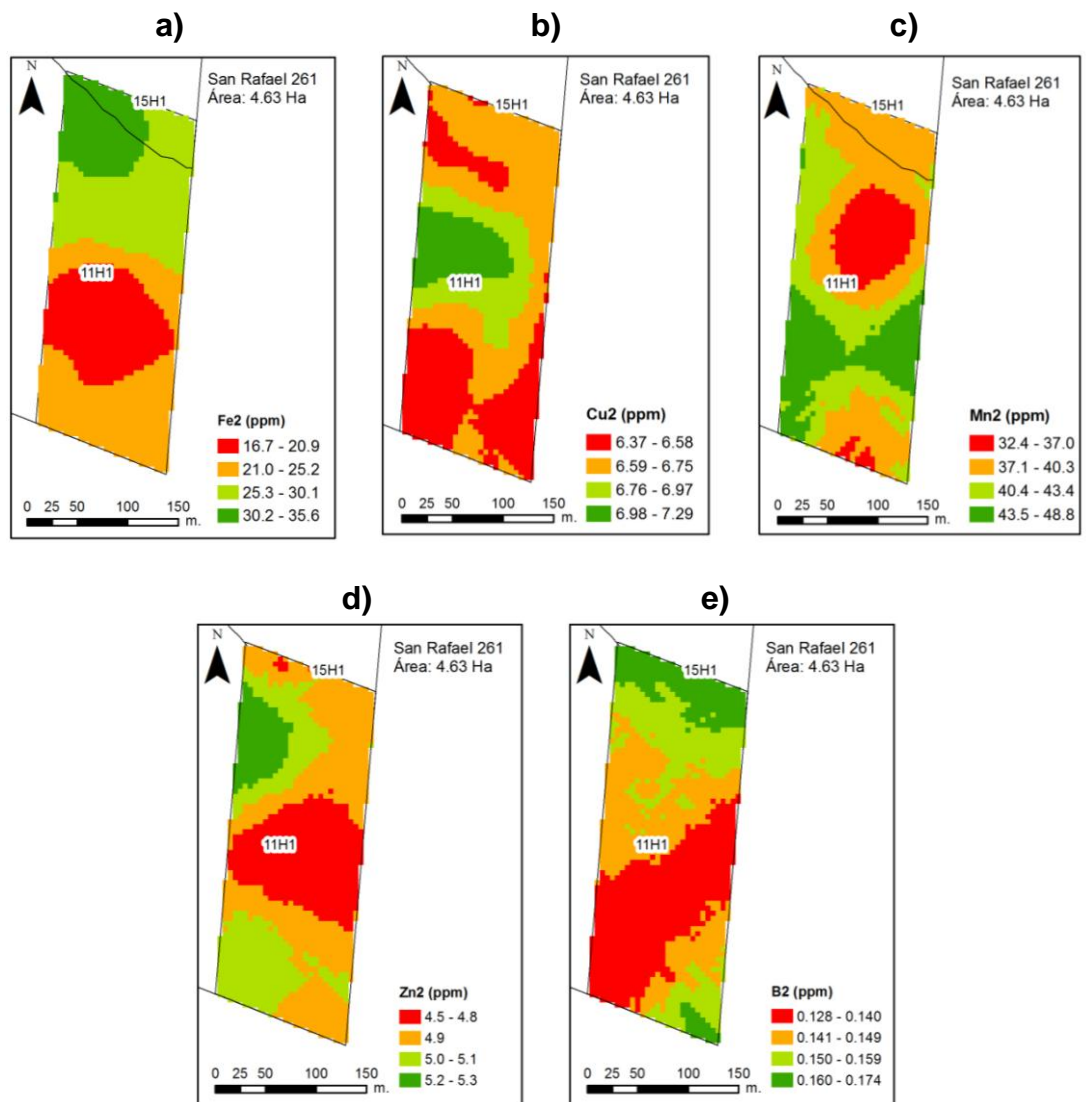 a)
N
San Rafael 261
Área: 4.63 Ha
15H1
11H1
Fe2 (ppm)
16.7 - 20.9
21.0 - 25.2
25.3 - 30.1
30.2 - 35.6
0 25 50 100 150
m.
b)
N
San Rafael 261
Área: 4.63 Ha
15H1
11H1
Cu2 (ppm)
6.37 - 6.58
6.59 - 6.75
6.76 - 6.97
6.98 - 7.29
0 25 50 100 150
m.
c)
N
San Rafael 261
Área: 4.63 Ha
15H1
11H1
Mn2 (ppm)
32.4 - 37.0
37.1 - 40.3
40.4 - 43.4
43.5 - 48.8
0 25 50 100 150
m.
d)
N
San Rafael 261
Área: 4.63 Ha
15H1
11H1
Zn2 (ppm)
4.5 - 4.8
4.9
5.0 - 5.1
5.2 - 5.3
0 25 50 100 150
m.
e)
N
San Rafael 261
Área: 4.63 Ha
15H1
11H1
B2 (ppm)
0.128 - 0.140
0.141 - 0.149
0.150 - 0.159
0.160 - 0.174
0 25 50 100 150
m.